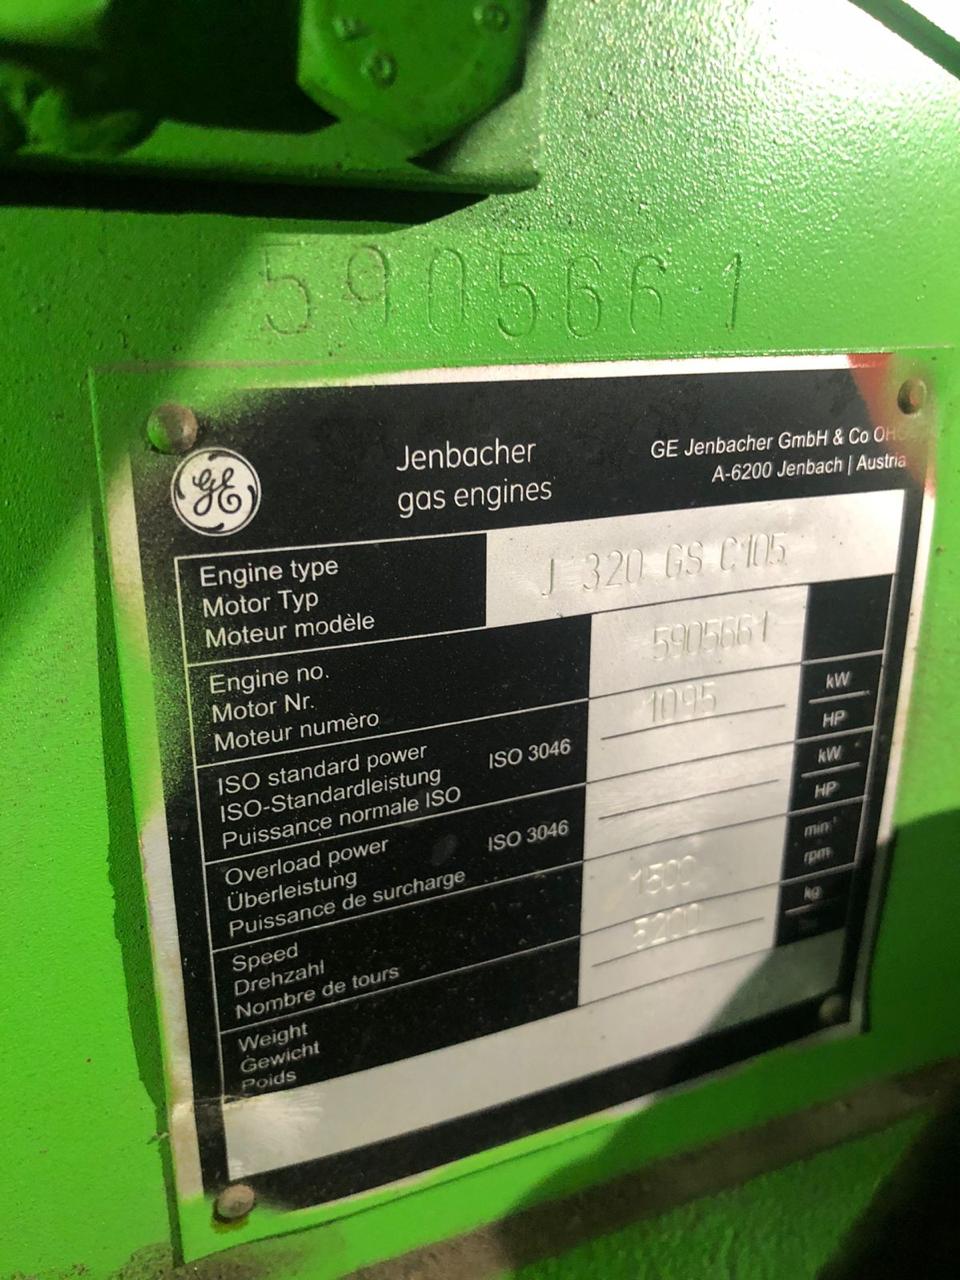 5905661
GE
Jenbacher
gas engines
GE Jenbacher GmbH & Co OHG
A-6200 Jenbach | Austria
Engine type
Motor Typ
Moteur modèle
J 320 GS C105
Engine no.
Motor Nr.
Moteur numèro
5905661
ISO standard power
ISO-Standardleistung
Puissance normale ISO
ISO 3046
1095
kW
HP
Overload power
Überleistung
Puissance de surcharge
ISO 3046
kW
HP
Speed
Drehzahl
Nombre de tours
1500
min⁻¹
rpm
Weight
Gewicht
Poids
5200
kg